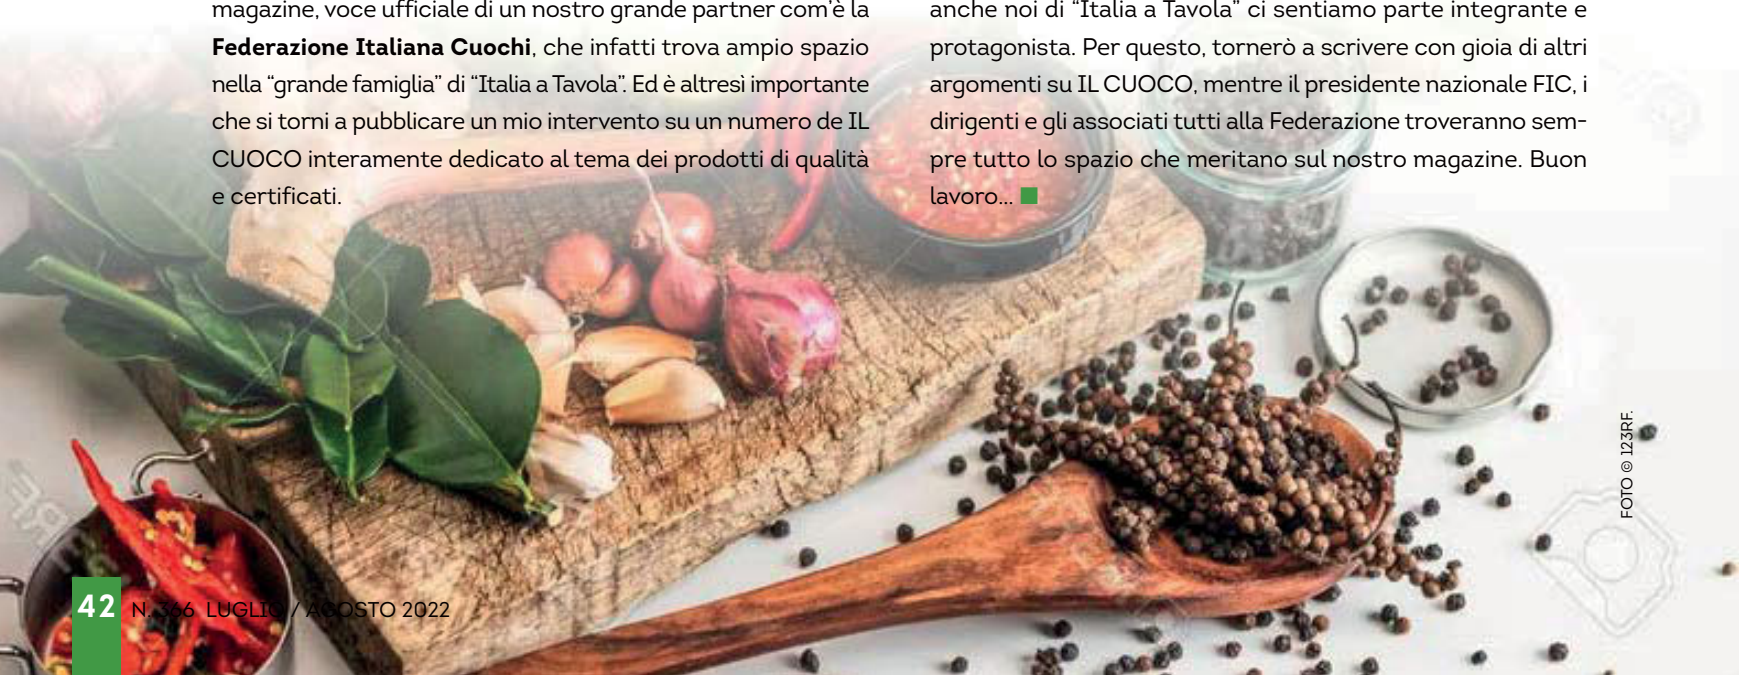 magazine, voce ufficiale di un nostro grande partner com’è la
Federazione Italiana Cuochi, che infatti trova ampio spazio
nella “grande famiglia” di “Italia a Tavola”. Ed è altresì importante
che si torni a pubblicare un mio intervento su un numero de IL
CUOCO interamente dedicato al tema dei prodotti di qualità
e certificati.
anche noi di “Italia a Tavola” ci sentiamo parte integrante e
protagonista. Per questo, tornerò a scrivere con gioia di altri
argomenti su IL CUOCO, mentre il presidente nazionale FIC, i
dirigenti e gli associati tutti alla Federazione troveranno sem-
pre tutto lo spazio che meritano sul nostro magazine. Buon
lavoro...
FOTO © 123RF.
42 N. 366 LUGLIO / AGOSTO 2022